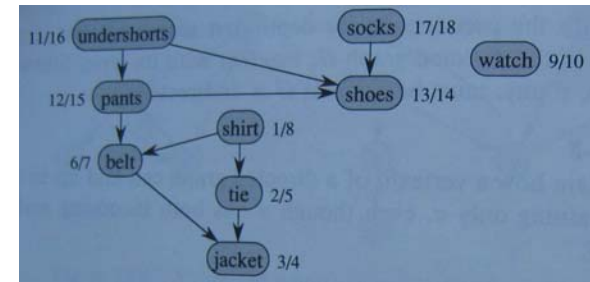 11/16 undershorts
socks 17/18
watch 9/10
12/15 pants
shoes 13/14
shirt 1/8
6/7 belt
tie 2/5
jacket 3/4